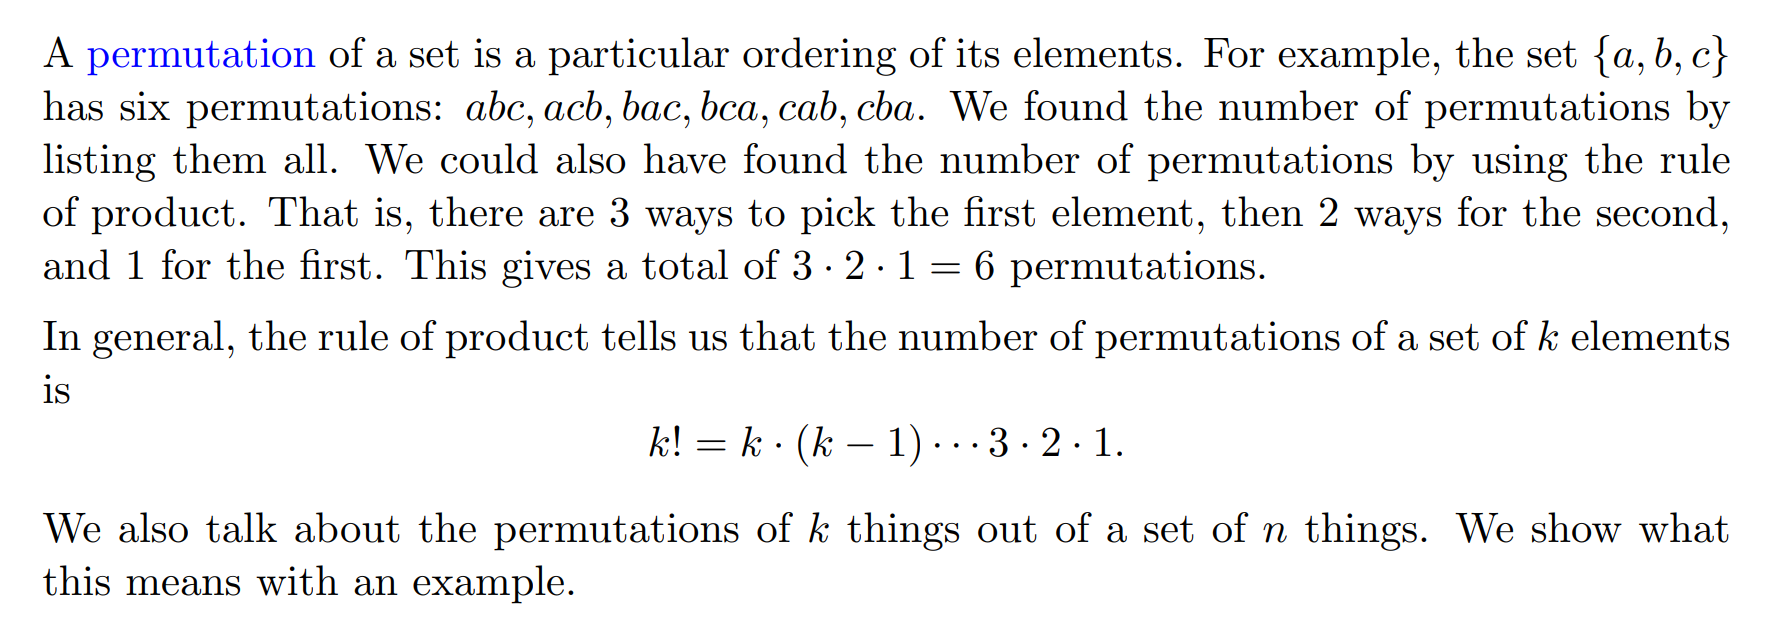 A permutation of a set is a particular ordering of its elements. For example, the set {a, b, c}
has six permutations: abc, acb, bac, bca, cab, cba. We found the number of permutations by
listing them all. We could also have found the number of permutations by using the rule
of product. That is, there are 3 ways to pick the first element, then 2 ways for the second,
and 1 for the first. This gives a total of 3 · 2 · 1 = 6 permutations.
In general, the rule of product tells us that the number of permutations of a set of k elements
is
k! = k · (k − 1) · · · 3 · 2 · 1.
We also talk about the permutations of k things out of a set of n things. We show what
this means with an example.